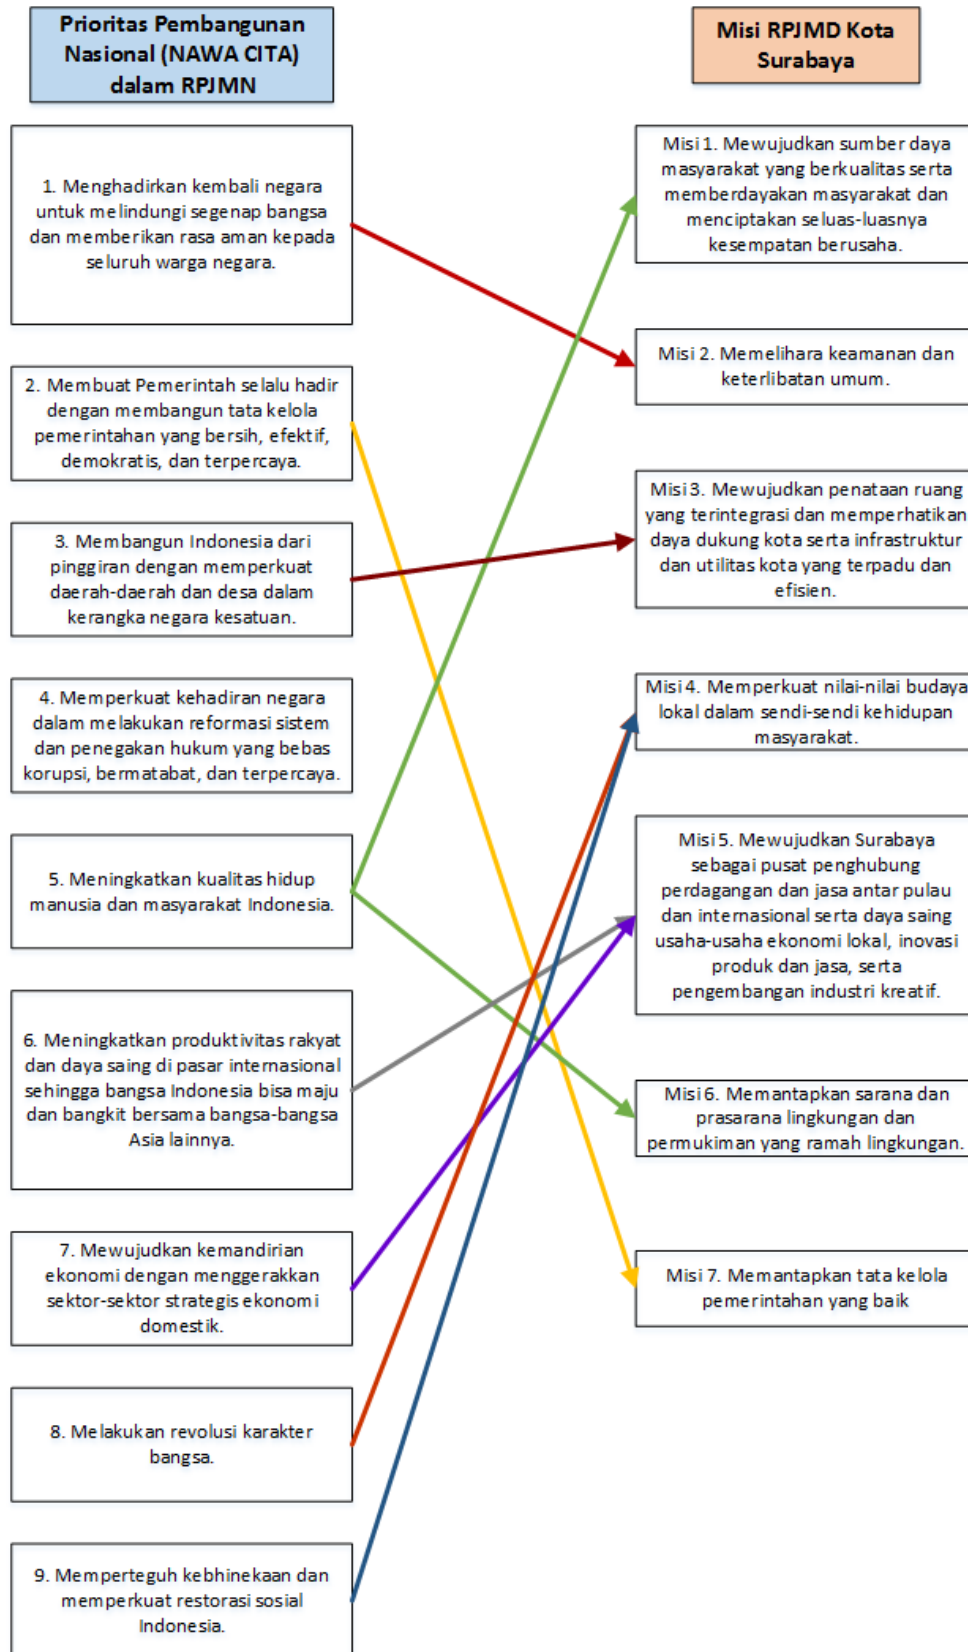 Prioritas Pembangunan
Nasional (NAWA CITA)
dalam RPJMN
Misi RPJMD Kota
Surabaya
1. Menghadirkan kembali negara
untuk melindungi segenap bangsa
dan memberikan rasa aman kepada
seluruh warga negara.
2. Membuat Pemerintah selalu hadir
dengan membangun tata kelola
pemerintahan yang bersih, efektif,
demokratis, dan terpercaya.
3. Membangun Indonesia dari
pinggiran dengan memperkuat
daerah-daerah dan desa dalam
kerangka negara kesatuan.
4. Memperkuat kehadiran negara
dalam melakukan reformasi sistem
dan penegakan hukum yang bebas
korupsi, bermatabat, dan terpercaya.
5. Meningkatkan kualitas hidup
manusia dan masyarakat Indonesia.
6. Meningkatkan produktivitas rakyat
dan daya saing di pasar internasional
sehingga bangsa Indonesia bisa maju
dan bangkit bersama bangsa-bangsa
Asia lainnya.
7. Mewujudkan kemandirian
ekonomi dengan menggerakkan
sektor-sektor strategis ekonomi
domestik.
8. Melakukan revolusi karakter
bangsa.
9. Memperteguh kebhinekaan dan
memperkuat restorasi sosial
Indonesia.
Misi 1. Mewujudkan sumber daya
masyarakat yang berkualitas serta
memberdayakan masyarakat dan
menciptakan seluas-luasnya
kesempatan berusaha.
Misi 2. Memelihara keamanan dan
keterlibatan umum.
Misi 3. Mewujudkan penataan ruang
yang terintegrasi dan memperhatikan
daya dukung kota serta infrastruktur
dan utilitas kota yang terpadu dan
efisien.
Misi 4. Memperkuat nilai-nilai budaya
lokal dalam sendi-sendi kehidupan
masyarakat.
Misi 5. Mewujudkan Surabaya
sebagai pusat penghubung
perdagangan dan jasa antar pulau
dan internasional serta daya saing
usaha-usaha ekonomi lokal, inovasi
produk dan jasa, serta
pengembangan industri kreatif.
Misi 6. Memantapkan sarana dan
prasarana lingkungan dan
permukiman yang ramah lingkungan.
Misi 7. Memantapkan tata kelola
pemerintahan yang baik